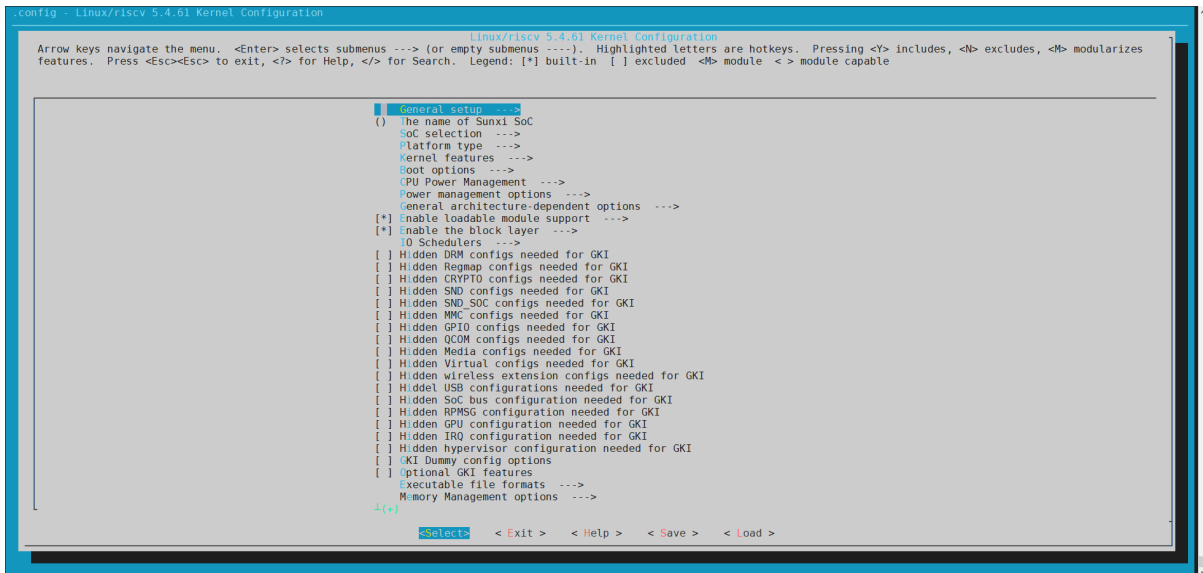 .config - Linux/riscv 5.4.61 Kernel Configuration
Linux/riscv 5.4.61 Kernel Configuration
Arrow keys navigate the menu.  <Enter> selects submenus ---> (or empty submenus ----).  Highlighted letters are hotkeys.  Pressing <Y> includes, <N> excludes, <M> modularizes
features.  Press <Esc><Esc> to exit, <?> for Help, </> for Search.  Legend: [*] built-in  [ ] excluded  <M> module  < > module capable
General setup  --->
()  The name of Sunxi SoC
SoC selection  --->
Platform type  --->
Kernel features  --->
Boot options  --->
CPU Power Management  --->
Power management options  --->
General architecture-dependent options  --->
[*] Enable loadable module support  --->
[*] Enable the block layer  --->
IO Schedulers  --->
[ ] Hidden DRM configs needed for GKI
[ ] Hidden Regmap configs needed for GKI
[ ] Hidden CRYPTO configs needed for GKI
[ ] Hidden SND configs needed for GKI
[ ] Hidden SND_SOC configs needed for GKI
[ ] Hidden MMC configs needed for GKI
[ ] Hidden GPIO configs needed for GKI
[ ] Hidden QCOM configs needed for GKI
[ ] Hidden Media configs needed for GKI
[ ] Hidden Virtual configs needed for GKI
[ ] Hidden wireless extension configs needed for GKI
[ ] Hiddel USB configurations needed for GKI
[ ] Hidden SoC bus configuration needed for GKI
[ ] Hidden RPMSG configuration needed for GKI
[ ] Hidden GPU configuration needed for GKI
[ ] Hidden IRQ configuration needed for GKI
[ ] Hidden hypervisor configuration needed for GKI
[ ] GKI Dummy config options
[ ] Optional GKI features
Executable file formats  --->
Memory Management options  --->
┴(+)
<Select>    < Exit >    < Help >    < Save >    < Load >